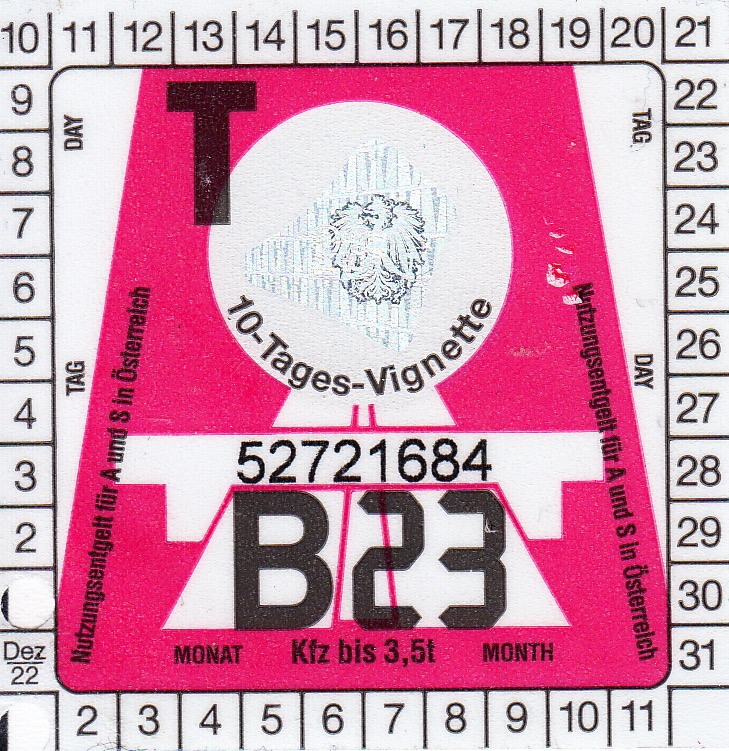 10 11 12 13 14 15 16 17 18 19 20 21
9
8
7
6
5
4
3
2
Dez
22
22
23
24
25
26
27
28
29
30
31
DAY
TAG
TAG
DAY
T
10-Tages-Vignette
Nutzungsentgelt für A und S in Österreich
Nutzungsentgelt für A und S in Österreich
52721684
B 23
MONAT Kfz bis 3,5t MONTH
2 3 4 5 6 7 8 9 10 11